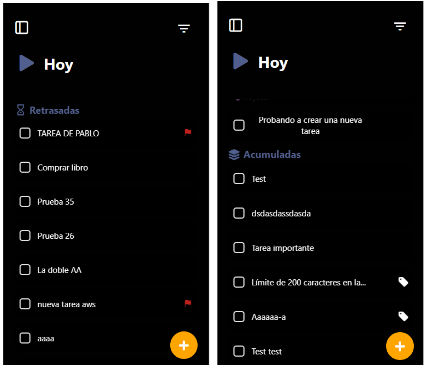 Hoy
Retrasadas
TAREA DE PABLO
Comprar libro
Prueba 35
Prueba 26
La doble AA
nueva tarea aws
aaaa
Hoy
Probando a crear una nueva
tarea
Acumuladas
Test
dsdasdassdasda
Tarea importante
Límite de 200 caracteres en la...
Aaaaaa-a
Test test